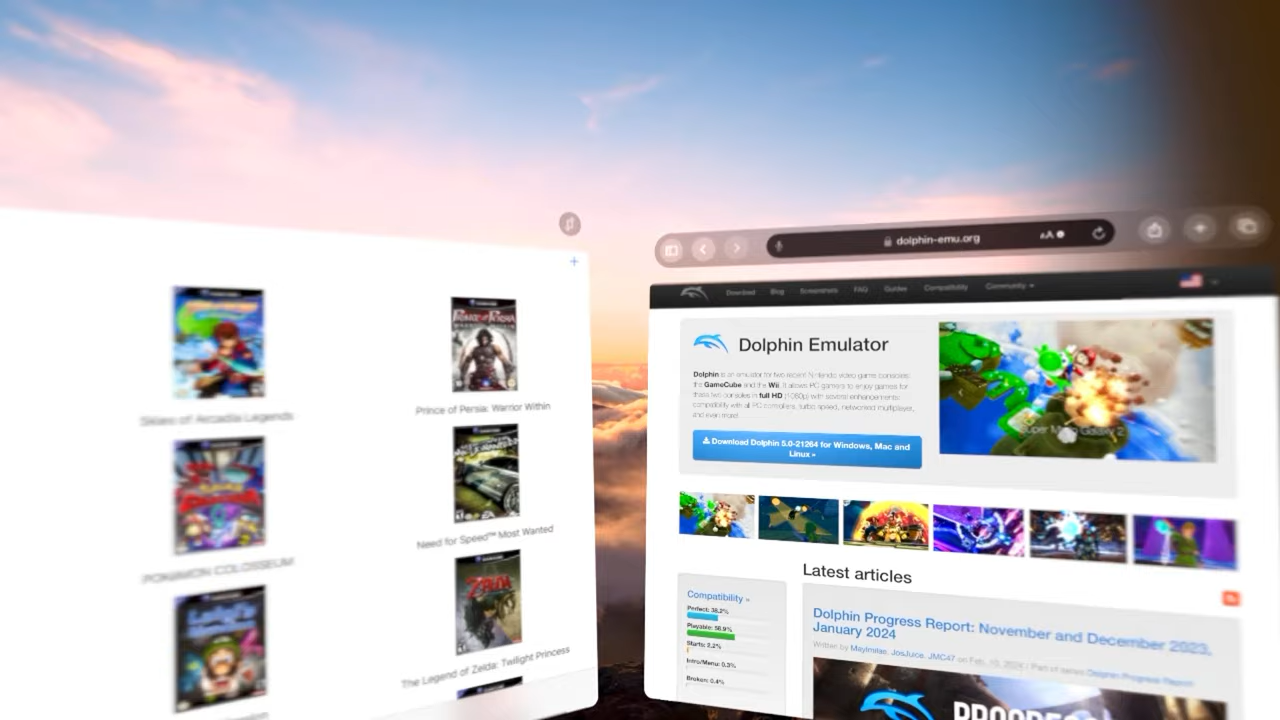 Skies of Arcadia Legends
PRINCE OF PERSIA
Prince of Persia: Warrior Within
POKéMON COLOSSEUM
Need for Speed™ Most Wanted
ZELDA
The Legend of Zelda: Twilight Princess
dolphin-emu.org
AA
Download Blog Screenshots FAQ Guides Compatibility Community
Dolphin Emulator
Dolphin is an emulator for two recent Nintendo video game consoles:
the GameCube and the Wii. It allows PC gamers to enjoy games for
these two consoles in full HD (1080p) with several enhancements:
compatibility with all PC controllers, turbo speed, networked multiplayer,
and even more!
Download Dolphin 5.0-21264 for Windows, Mac and
Linux »
Super Mario Galaxy 2
Latest articles
Compatibility »
Perfect: 38.2%
Playable: 58.9%
Starts: 2.2%
Intro/Menu: 0.3%
Broken: 0.4%
Dolphin Progress Report: November and December 2023,
January 2024
Written by MayImilae, JosJuice, JMC47 on Feb. 10, 2024 / Part of series Dolphin Progress Report